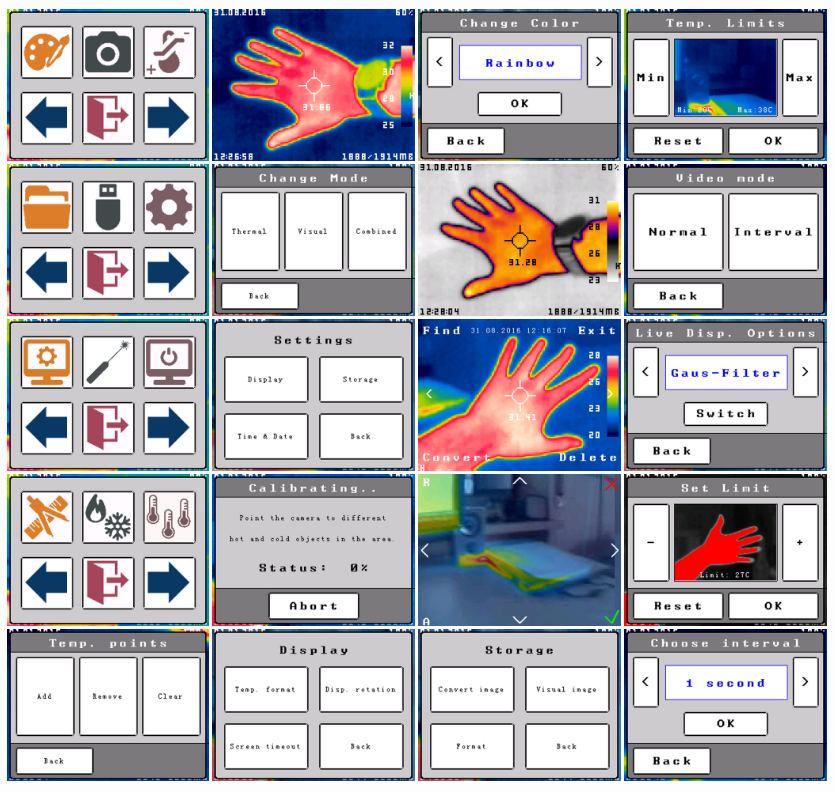 31.08.2016 60%
32
30
28
25
31.66
12:26:58 1888/1914MB
Change Color
<
Rainbow
>
OK
Back
Temp. Limits
Min
Max
Max:38C
Reset
OK
Change Mode
Thermal
Visual
Combined
Back
31.08.2016 60%
31
28
26
23
31.28
12:28:04 1888/1914MB
Video mode
Normal
Interval
Back
Settings
Display
Storage
Time & Date
Back
Find 31.08.2016 12:16:07 Exit
28
26
23
20
31.41
Convert
Delete
Live Disp. Options
<
Gaus-Filter
>
Switch
Back
Calibrating..
Point the camera to different
hot and cold objects in the area.
Status: 0%
Abort
R
A
Set Limit
-
+
Limit: 27C
Reset
OK
Temp. points
Add
Remove
Clear
Back
Display
Temp. format
Disp. rotation
Screen timeout
Back
Storage
Convert image
Visual image
Format
Back
Choose interval
<
1 second
>
OK
Back